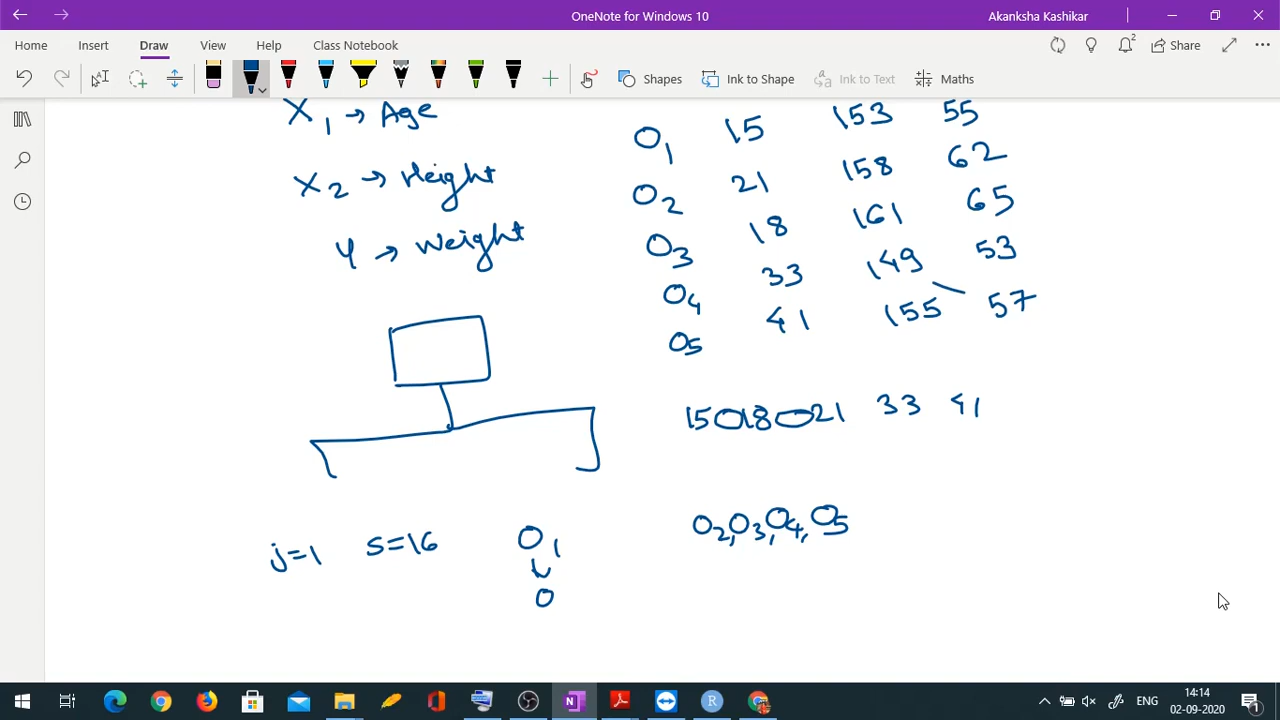 OneNote for Windows 10
Akanksha Kashikar
Home Insert Draw View Help Class Notebook Share
Shapes Ink to Shape Ink to Text Maths
X1 → Age
X2 → Height
Y → Weight
O1 15 153 55
O2 21 158 62
O3 18 161 65
O4 33 149 53
O5 41 155 57
15 18 21 33 41
j=1 s=16 O1
0
O2, O3, O4, O5
ENG
14:14
02-09-2020
1